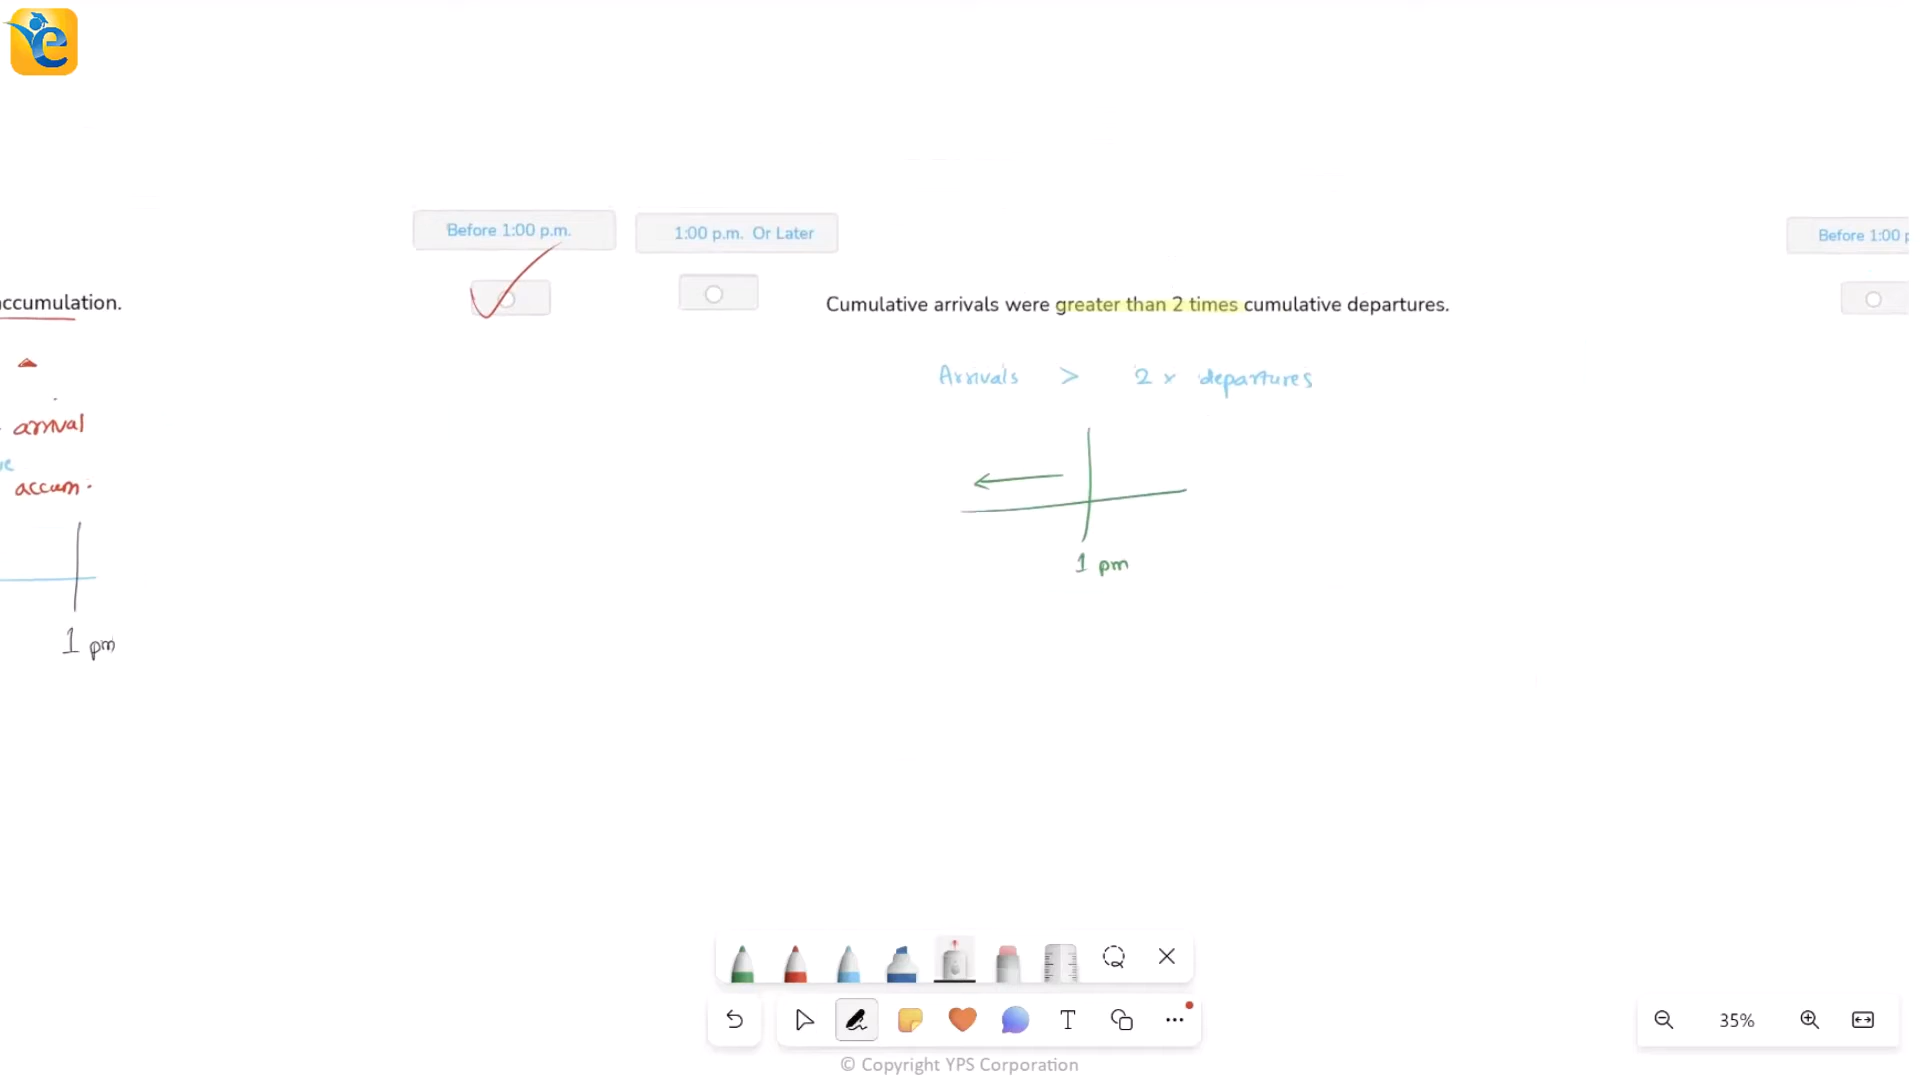 Before 1:00 p.m.
1:00 p.m. Or Later
Before 1:00 p
accumulation.
Cumulative arrivals were greater than 2 times cumulative departures.
Arrivals > 2 x departures
arrival
accum.
1 pm
1 pm
35%
© Copyright YPS Corporation